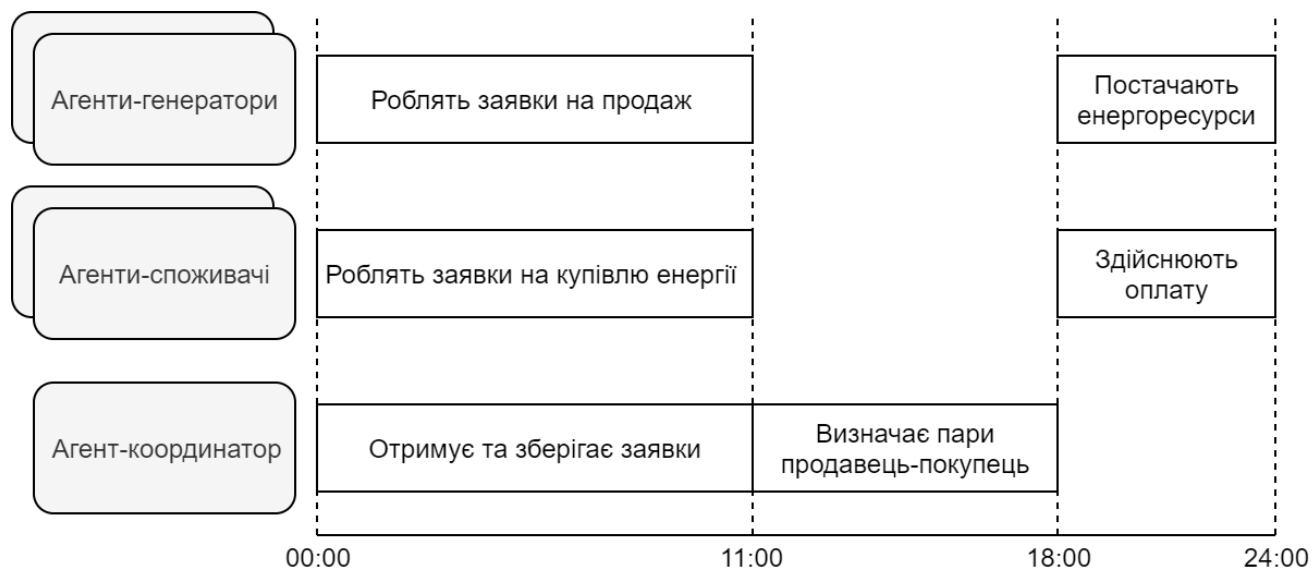 Агенти-генератори
Роблять заявки на продаж
Постачають
енергоресурси
Агенти-споживачі
Роблять заявки на купівлю енергії
Здійснюють
оплату
Агент-координатор
Отримує та зберігає заявки
Визначає пари
продавець-покупець
00:00
11:00
18:00
24:00